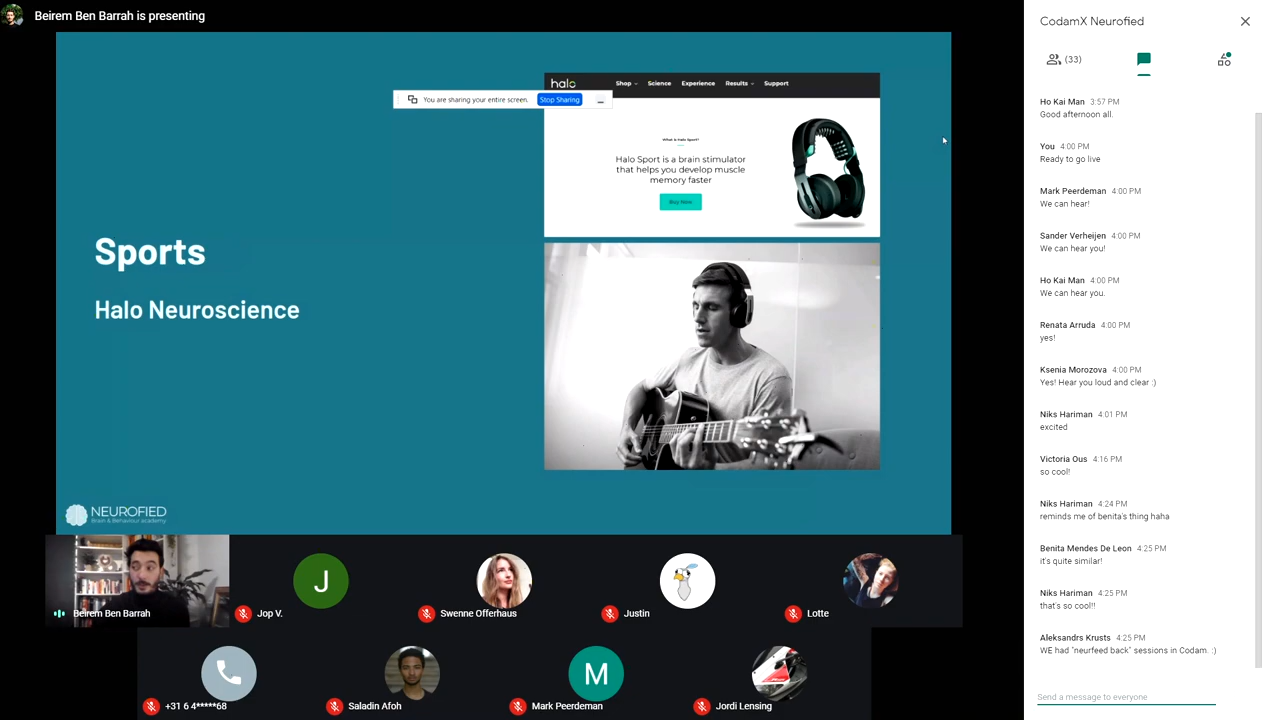 Beirem Ben Barrah is presenting
halo
Shop
Science
Experience
Results
Support
You are sharing your entire screen.
Stop Sharing
What is Halo Sport?
Halo Sport is a brain stimulator
that helps you develop muscle
memory faster
Buy Now
Sports
Halo Neuroscience
NEUROFIED
Brain & Behaviour academy
Beirem Ben Barrah
J
Jop V.
Swenne Offerhaus
Justin
Lotte
+31 6 4*****68
Saladin Afoh
M
Mark Peerdeman
Jordi Lensing
CodamX Neurofied
(33)
Ho Kai Man 3:57 PM
Good afternoon all.
You 4:00 PM
Ready to go live
Mark Peerdeman 4:00 PM
We can hear!
Sander Verheijen 4:00 PM
We can hear you!
Ho Kai Man 4:00 PM
We can hear you.
Renata Arruda 4:00 PM
yes!
Ksenia Morozova 4:00 PM
Yes! Hear you loud and clear :)
Niks Hariman 4:01 PM
excited
Victoria Ous 4:16 PM
so cool!
Niks Hariman 4:24 PM
reminds me of benita's thing haha
Benita Mendes De Leon 4:25 PM
it's quite similar!
Niks Hariman 4:25 PM
that's so cool!!
Aleksandrs Krusts 4:25 PM
WE had "neurfeed back" sessions in Codam. :)
Send a message to everyone